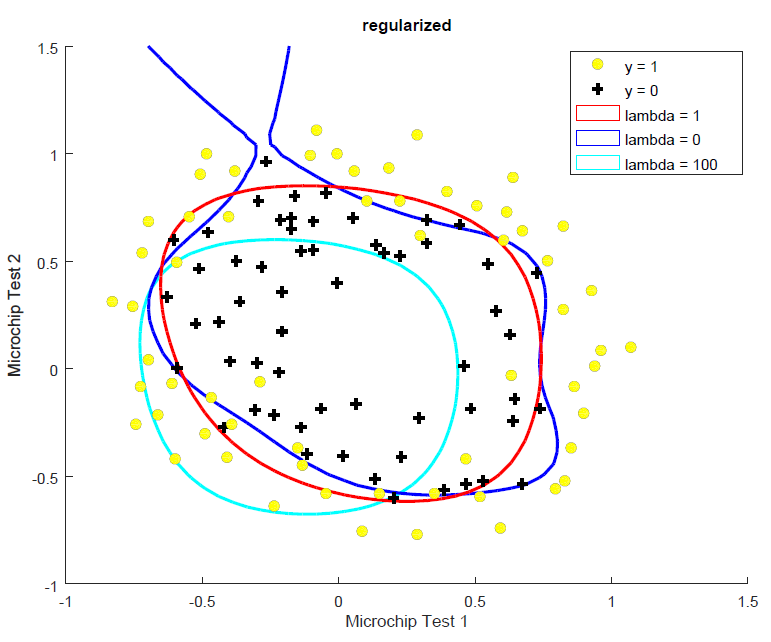 regularized
1.5
1
0.5
0
-0.5
-1
Microchip Test 2
y = 1
y = 0
lambda = 1
lambda = 0
lambda = 100
-1
-0.5
0
0.5
1
1.5
Microchip Test 1